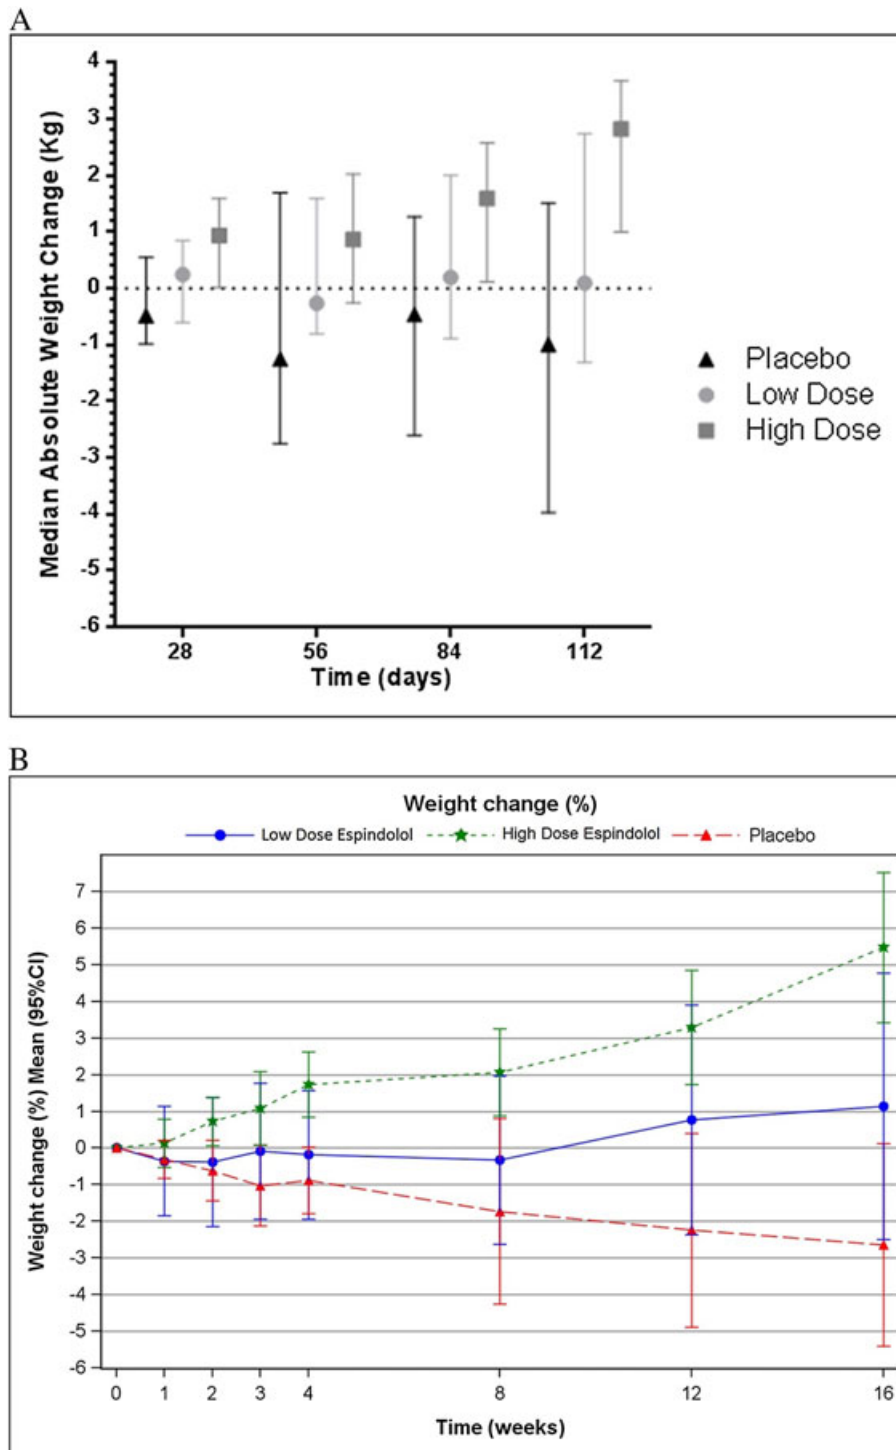 A
Median Absolute Weight Change (Kg)
4
3
2
1
0
-1
-2
-3
-4
-5
-6
28 56 84 112
Time (days)
Placebo
Low Dose
High Dose
B
Weight change (%)
Low Dose Espindolol High Dose Espindolol Placebo
Weight change (%) Mean (95%CI)
7
6
5
4
3
2
1
0
-1
-2
-3
-4
-5
-6
0 1 2 3 4 8 12 16
Time (weeks)